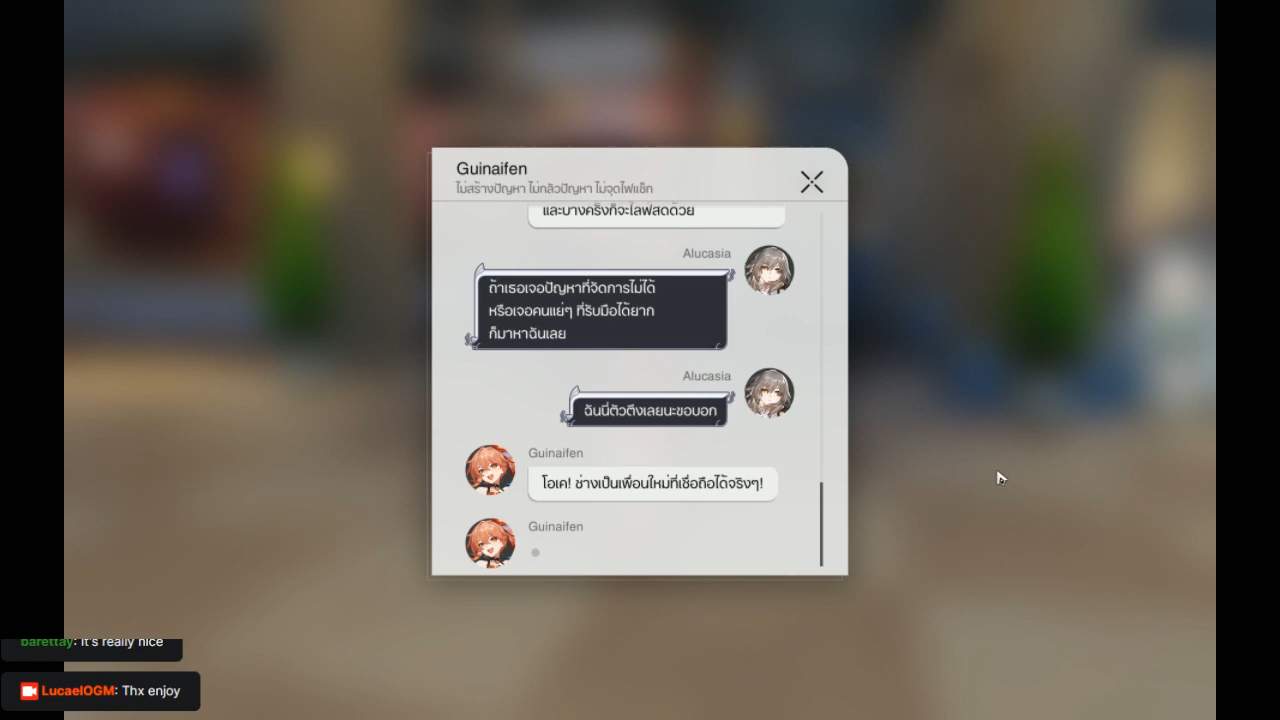 Guinaifen
ไม่สร้างปัญหา ไม่กลัวปัญหา ไม่จุดไฟแช็ก
และบางครั้งก็จะไลฟ์สดด้วย
Alucasia
ถ้าเธอเจอปัญหาที่จัดการไม่ได้
หรือเจอคนแย่ๆ ที่รับมือได้ยาก
ก็มาหาฉันเลย
Alucasia
ฉันนี่ตัวตึงเลยนะขอบอก
Guinaifen
โอเค! ช่างเป็นเพื่อนใหม่ที่เชื่อถือได้จริงๆ!
Guinaifen
barettay: It's really nice
LucaelOGM: Thx enjoy